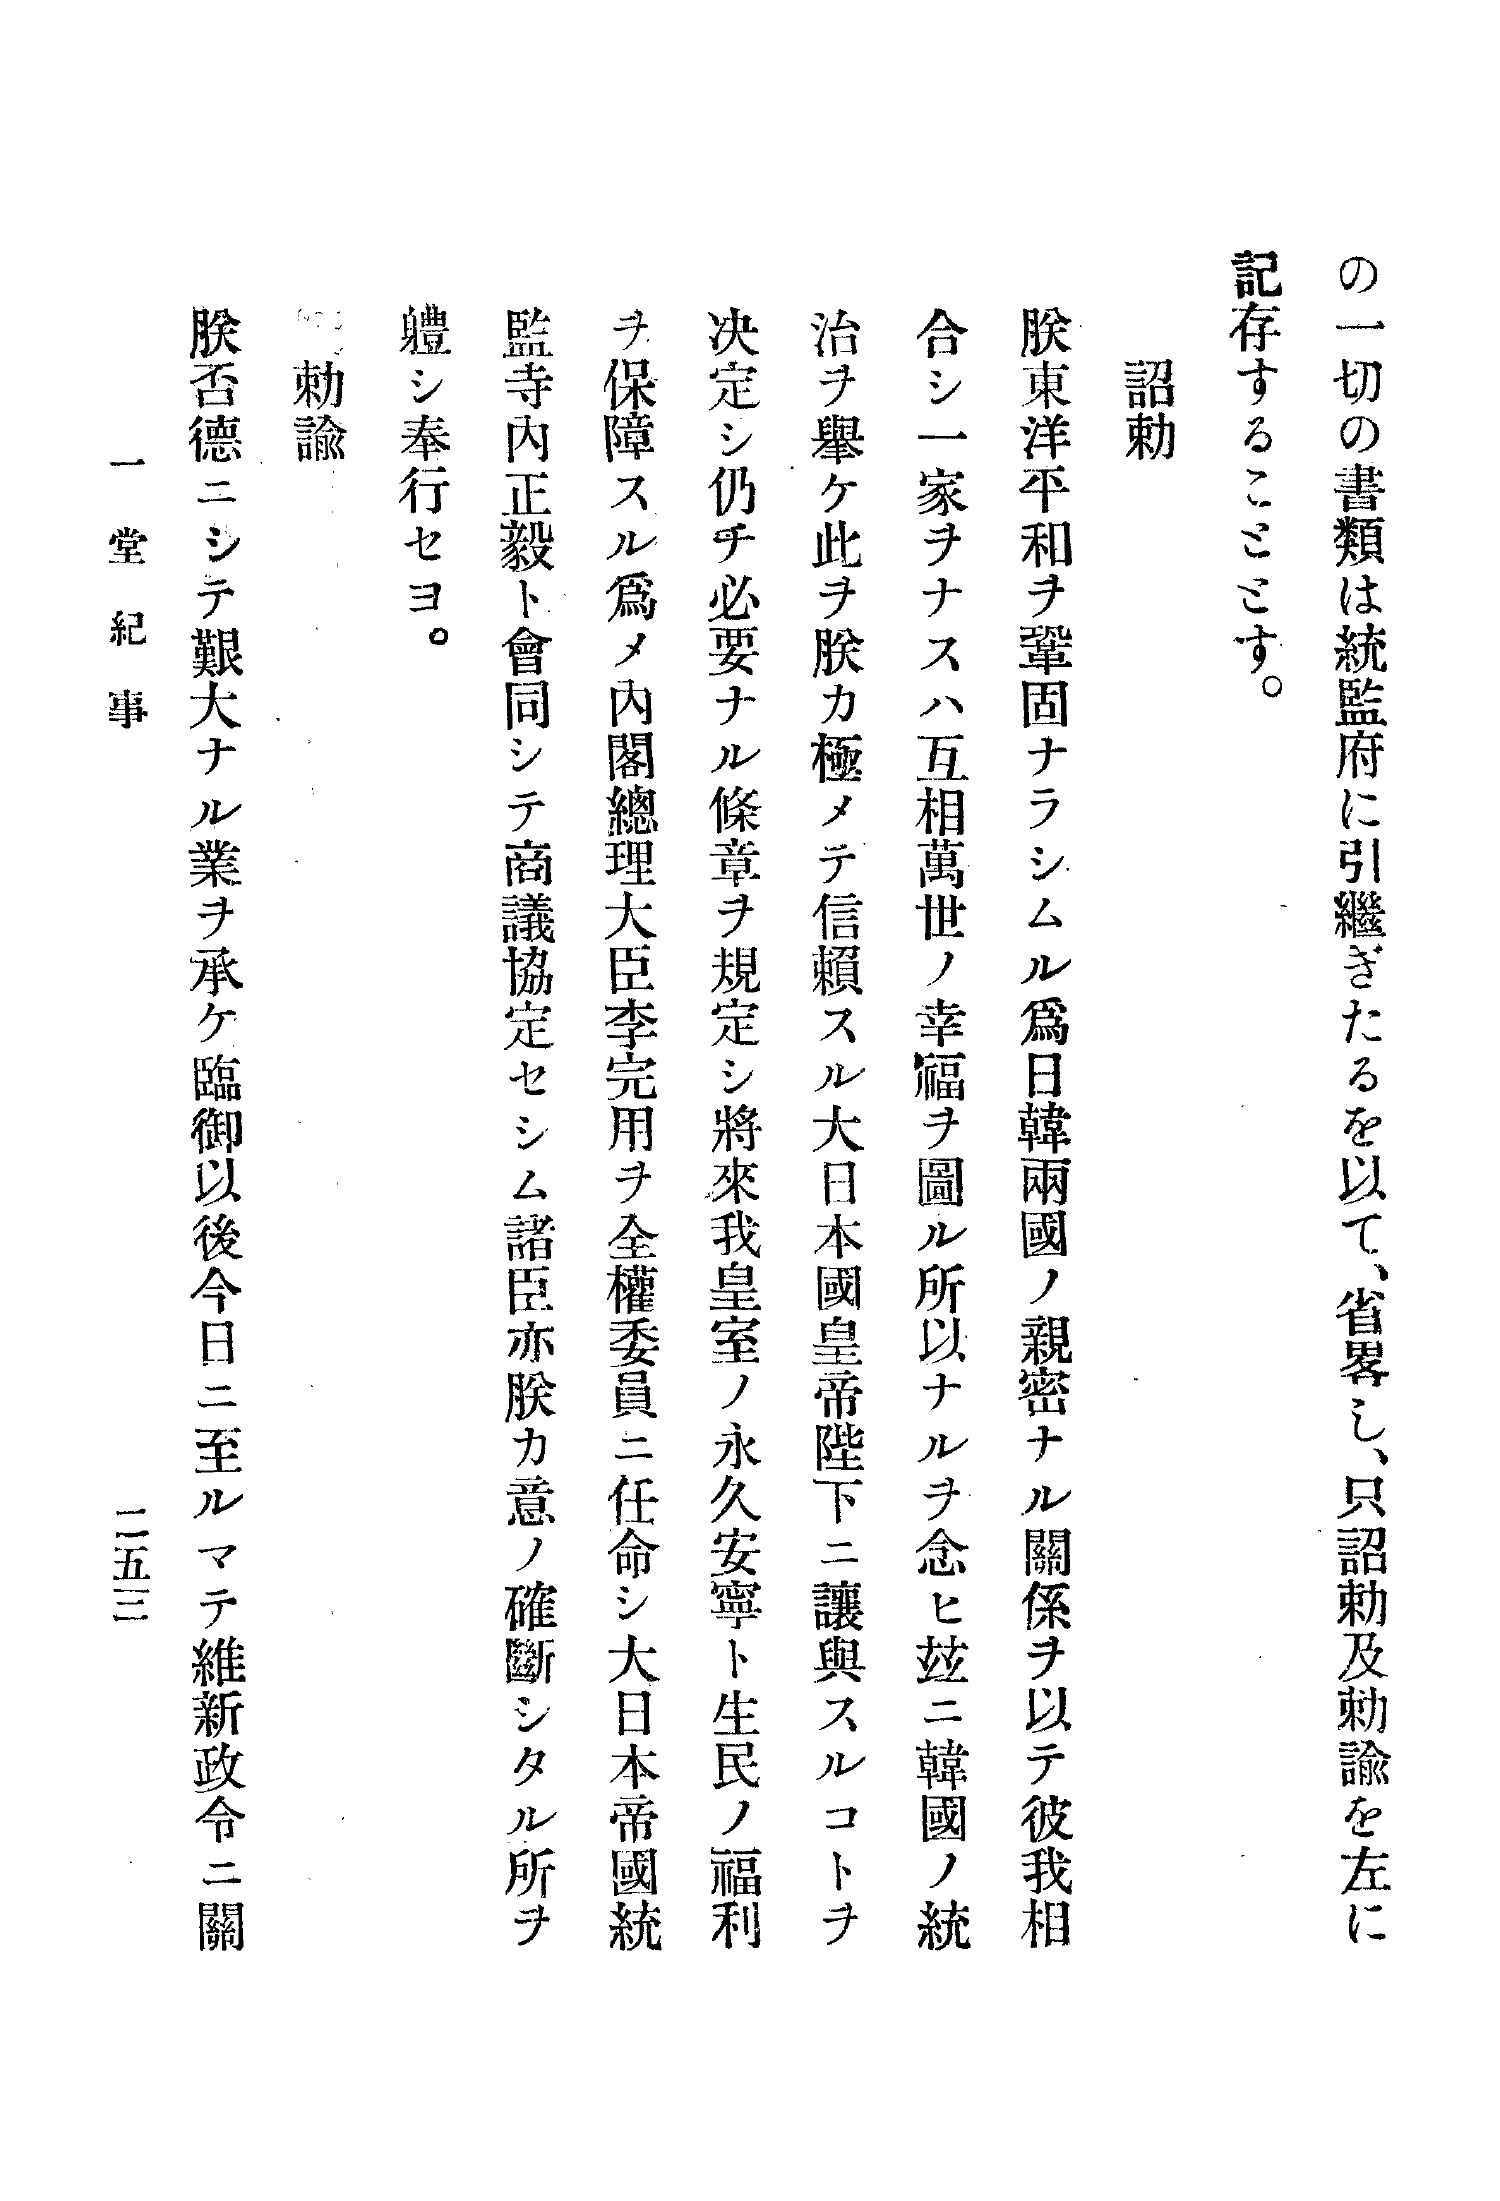 の一切の書類は統監府に引繼ぎたるを以て、省畧し、只詔勅及勅諭を左に
記存することとす。
詔勅
朕東洋平和ヲ鞏固ナラシムル爲日韓兩國ノ親密ナル關係ヲ以テ彼我相
合シ一家ヲナスハ互相萬世ノ幸福ヲ圖ル所以ナルヲ念ヒ玆ニ韓國ノ統
治ヲ擧ケ此ヲ朕カ極メテ信賴スル大日本國皇帝陛下ニ讓與スルコトヲ
决定シ仍チ必要ナル條章ヲ規定シ將來我皇室ノ永久安寧ト生民ノ福利
ヲ保障スル爲メ內閣總理大臣李完用ヲ全權委員ニ任命シ大日本帝國統
監寺內正毅ト會同シテ商議協定セシム諸臣亦朕カ意ノ確斷シタル所ヲ
軆シ奉行セヨ。
勅諭
朕否德ニシテ艱大ナル業ヲ承ケ臨御以後今日ニ至ルマテ維新政令ニ關
一堂紀事
二五三